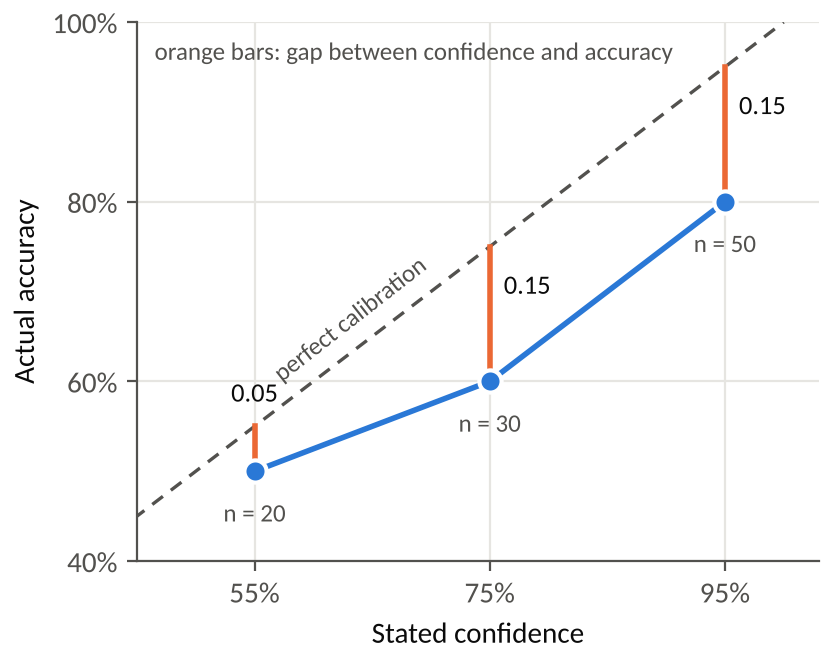 100%
orange bars: gap between confidence and accuracy
0.15
80%
n = 50
0.15
perfect calibration
Actual accuracy
60%
0.05
n = 30
n = 20
40%
55%
75%
95%
Stated confidence